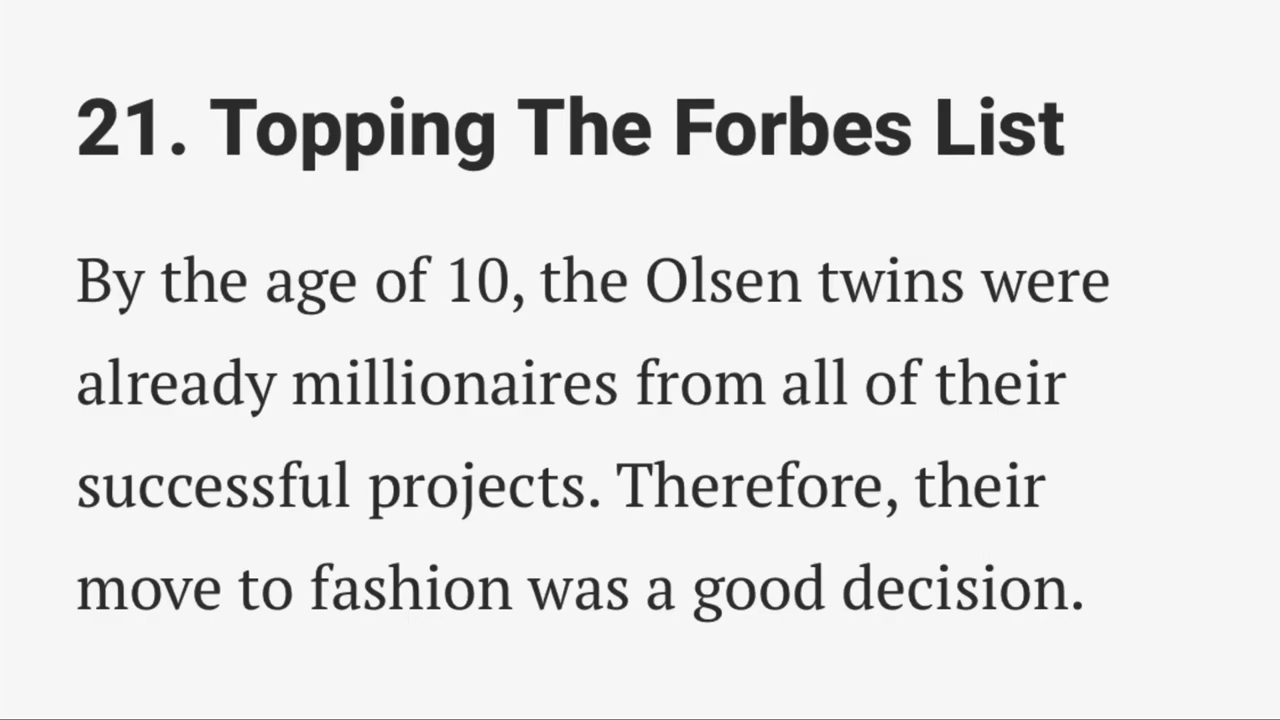 21. Topping The Forbes List
By the age of 10, the Olsen twins were
already millionaires from all of their
successful projects. Therefore, their
move to fashion was a good decision.